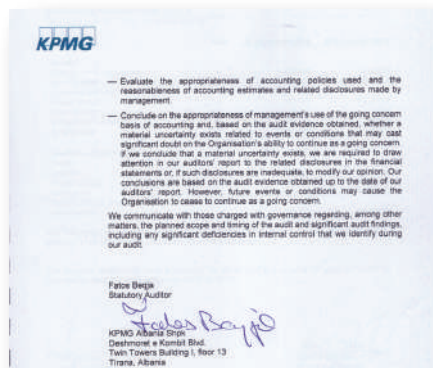 KPMG
— Evaluate the appropriateness of accounting policies used and the
reasonableness of accounting estimates and related disclosures made by
management.
— Conclude on the appropriateness of management's use of the going concern
basis of accounting and, based on the audit evidence obtained, whether a
material uncertainty exists related to events or conditions that may cast
significant doubt on the Organisation's ability to continue as a going concern.
If we conclude that a material uncertainty exists, we are required to draw
attention in our auditors' report to the related disclosures in the financial
statements or, if such disclosures are inadequate, to modify our opinion. Our
conclusions are based on the audit evidence obtained up to the date of our
auditors' report. However, future events or conditions may cause the
Organisation to cease to continue as a going concern.
We communicate with those charged with governance regarding, among other
matters, the planned scope and timing of the audit and significant audit findings,
including any significant deficiencies in internal control that we identify during
our audit.
Fatos Beqja
Statutory Auditor
Fatos Beqja
KPMG Albania Shpk
Deshmoret e Kombit Blvd.
Twin Towers Building I, floor 13
Tirana, Albania